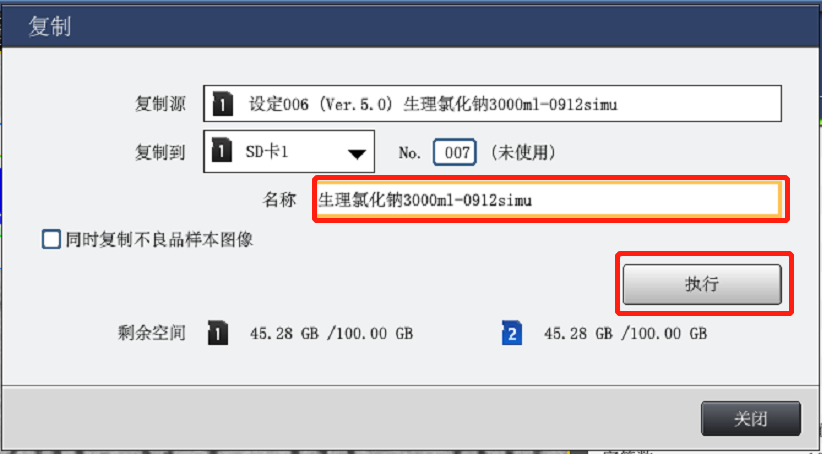 复制
复制源 1 设定006 (Ver.5.0) 生理氯化钠3000ml-0912simu
复制到 1 SD卡1 No. 007 (未使用)
名称 生理氯化钠3000ml-0912simu
同时复制不良品样本图像
执行
剩余空间 1 45.28 GB /100.00 GB 2 45.28 GB /100.00 GB
关闭